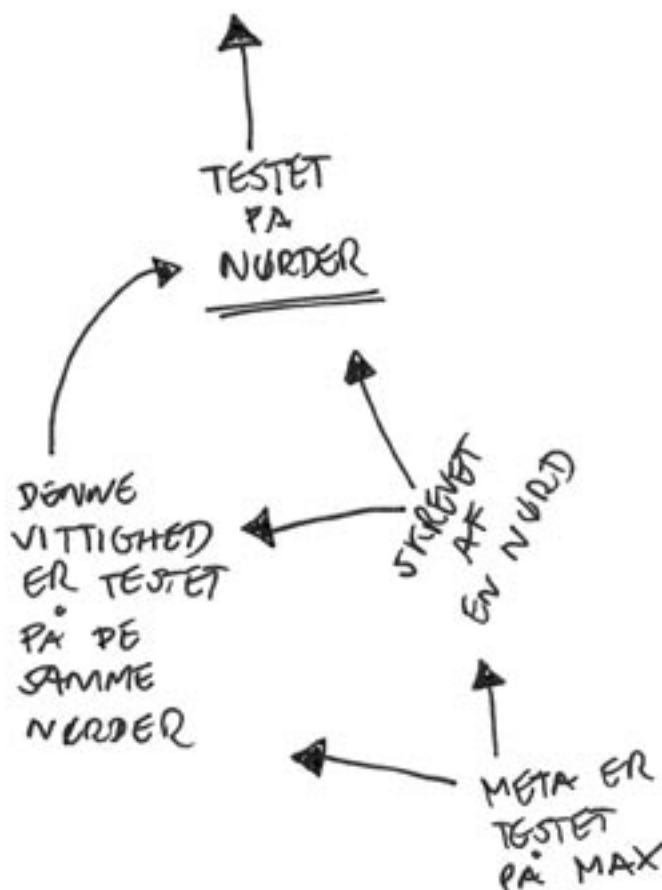 TESTET
PÅ
NØRDER
DENNE
VITTIGHED
ER TESTET
PÅ DE
SAMME
NØRDER
SKREVET
AF
EN NØRD
META ER
TESTET
PÅ MAX